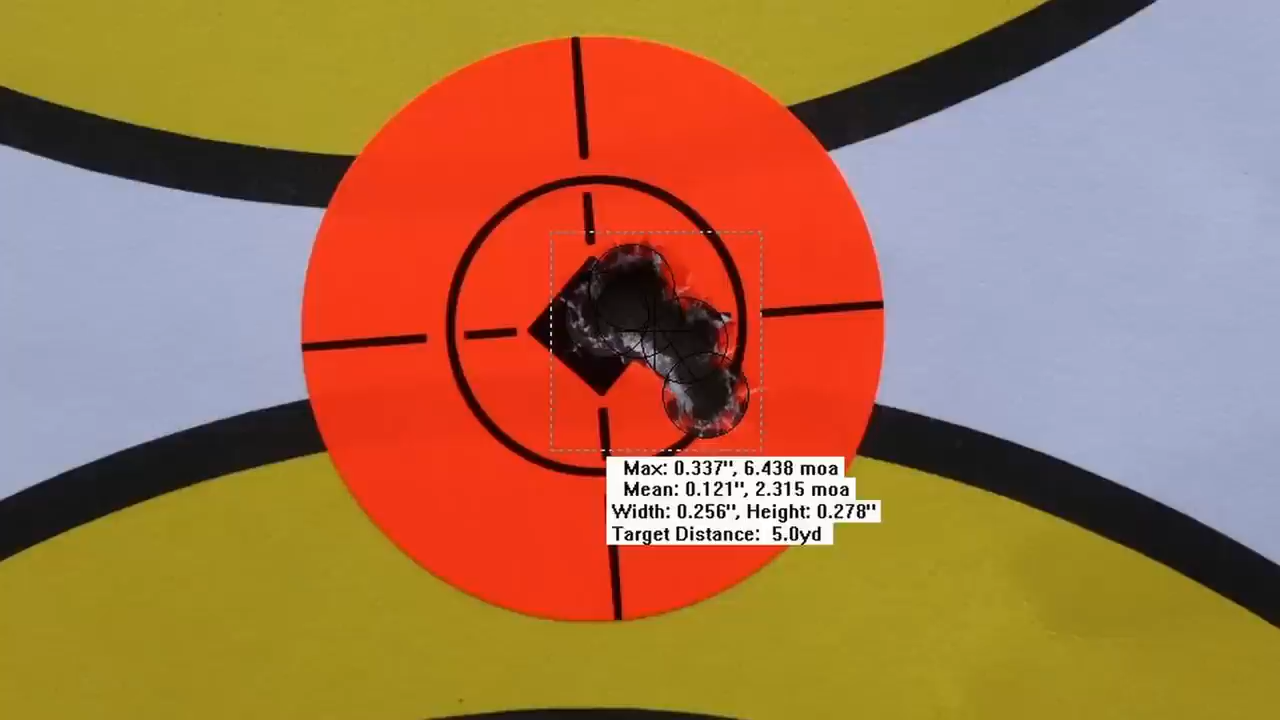 Max: 0.337", 6.438 moa
Mean: 0.121", 2.315 moa
Width: 0.256", Height: 0.278"
Target Distance: 5.0yd